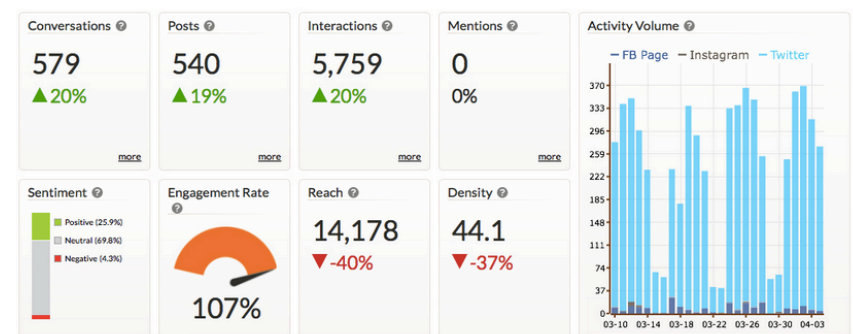 Conversations ?
579
▲20%
more
Posts ?
540
▲19%
more
Interactions ?
5,759
▲20%
more
Mentions ?
0
0%
more
Activity Volume ?
FB Page Instagram Twitter
370
333
296
259
222
185
148
111
74
37
0
03-10 03-14 03-18 03-22 03-26 03-30 04-03
Sentiment ?
Positive (25.9%)
Neutral (69.8%)
Negative (4.3%)
Engagement Rate
?
107%
Reach ?
14,178
▼-40%
Density ?
44.1
▼-37%